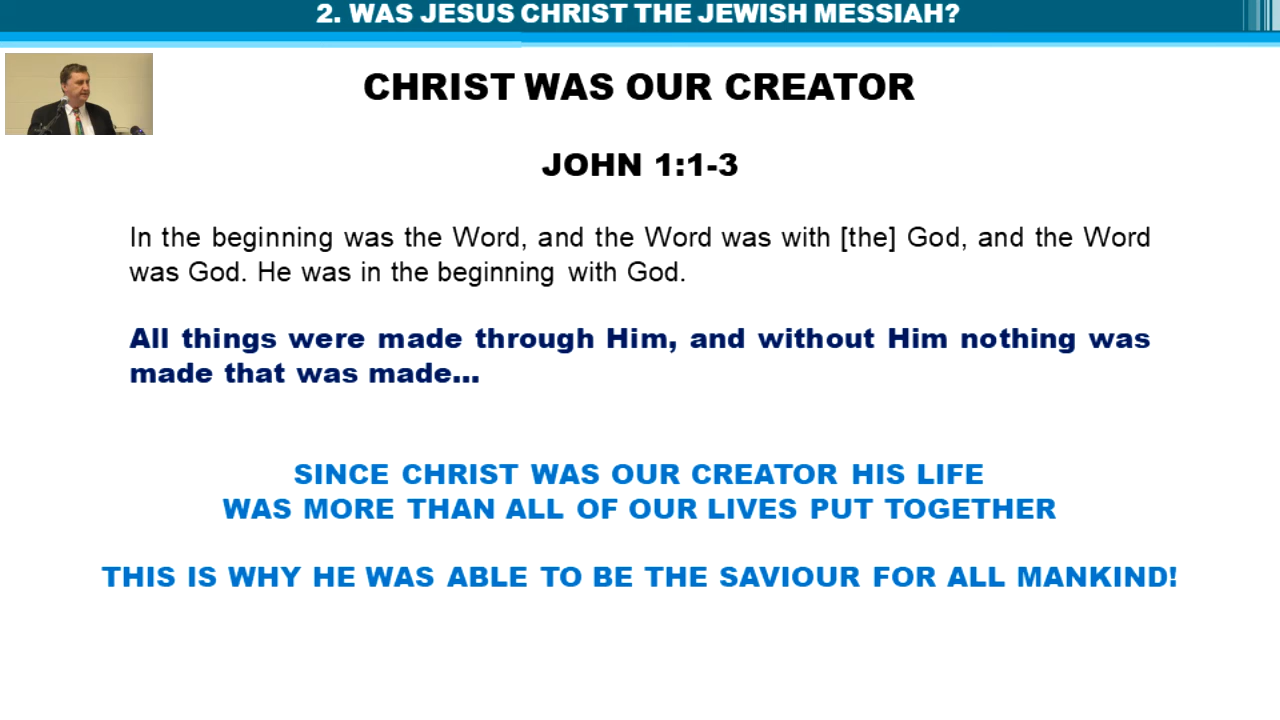 2. WAS JESUS CHRIST THE JEWISH MESSIAH?
CHRIST WAS OUR CREATOR
JOHN 1:1-3
In the beginning was the Word, and the Word was with [the] God, and the Word
was God. He was in the beginning with God.
All things were made through Him, and without Him nothing was
made that was made...
SINCE CHRIST WAS OUR CREATOR HIS LIFE
WAS MORE THAN ALL OF OUR LIVES PUT TOGETHER
THIS IS WHY HE WAS ABLE TO BE THE SAVIOUR FOR ALL MANKIND!